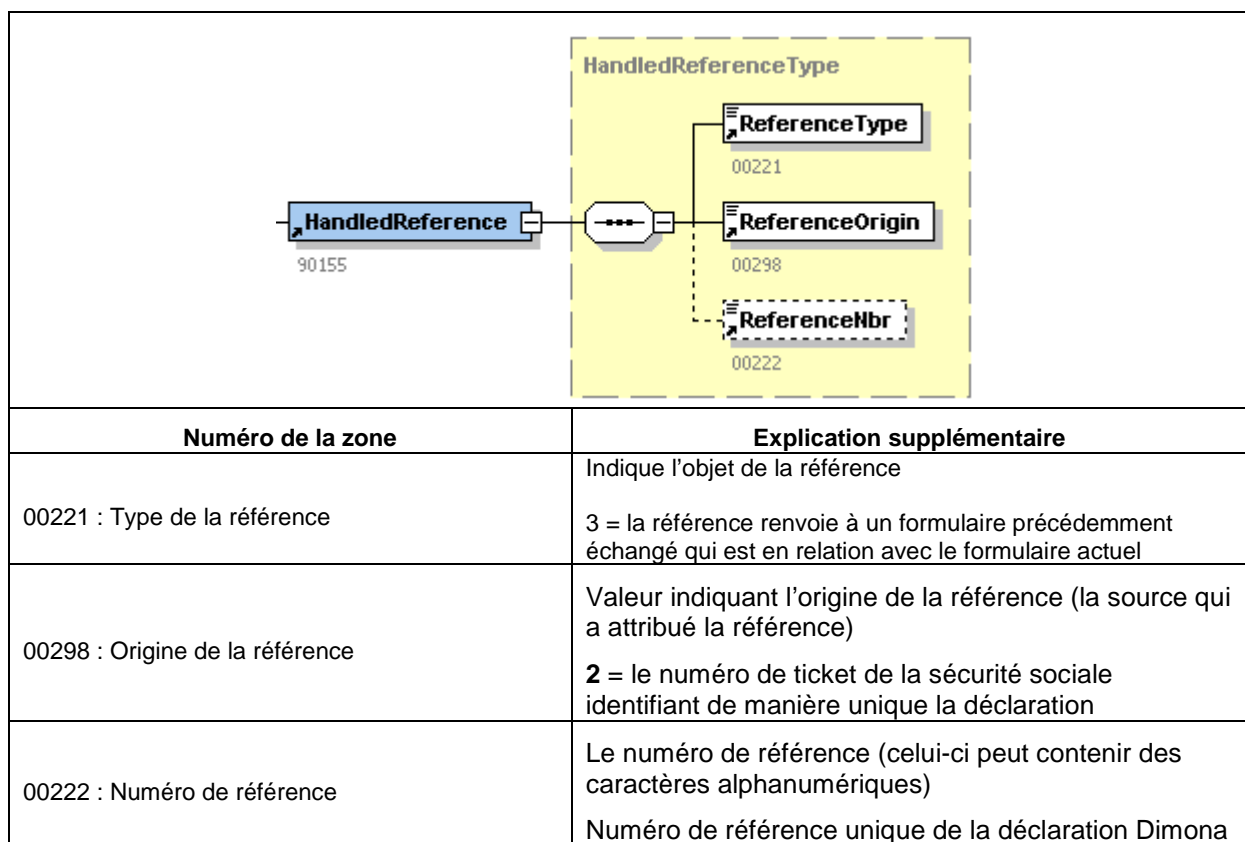 HandledReferenceType
ReferenceType
00221
HandledReference
90155
ReferenceOrigin
00298
ReferenceNbr
00222
Numéro de la zone
Explication supplémentaire
00221 : Type de la référence
Indique l’objet de la référence
3 = la référence renvoie à un formulaire précédemment
échangé qui est en relation avec le formulaire actuel
00298 : Origine de la référence
Valeur indiquant l’origine de la référence (la source qui
a attribué la référence)
2 = le numéro de ticket de la sécurité sociale
identifiant de manière unique la déclaration
00222 : Numéro de référence
Le numéro de référence (celui-ci peut contenir des
caractères alphanumériques)
Numéro de référence unique de la déclaration Dimona